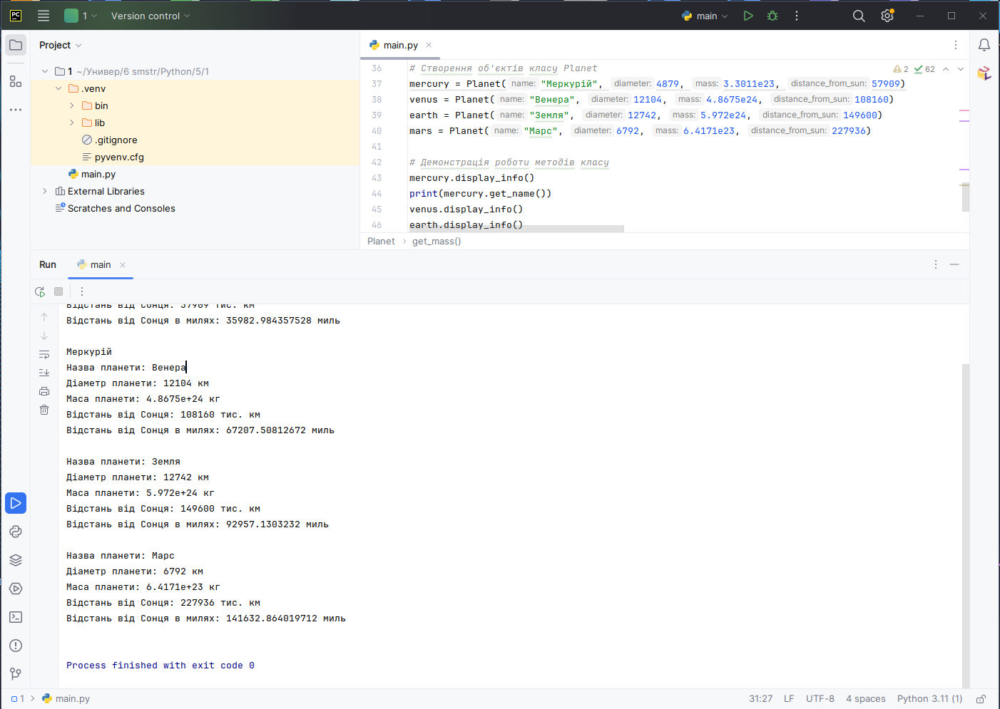 PC 1 Version control main
Project
1 ~/Универ/6 smstr/Python/5/1
.venv
bin
lib
.gitignore
pyvenv.cfg
main.py
External Libraries
Scratches and Consoles
main.py
2 62
36 # Створення об'єктів класу Planet
37 mercury = Planet( name: "Меркурій", diameter: 4879, mass: 3.3011e23, distance_from_sun: 57909)
38 venus = Planet( name: "Венера", diameter: 12104, mass: 4.8675e24, distance_from_sun: 108160)
39 earth = Planet( name: "Земля", diameter: 12742, mass: 5.972e24, distance_from_sun: 149600)
40 mars = Planet( name: "Марс", diameter: 6792, mass: 6.4171e23, distance_from_sun: 227936)
41
42 # Демонстрація роботи методів класу
43 mercury.display_info()
44 print(mercury.get_name())
45 venus.display_info()
46 earth.display_info()
Planet › get_mass()
Run main
Відстань від Сонця: 57909 тис. км
Відстань від Сонця в милях: 35982.984357528 миль
Меркурій
Назва планети: Венера
Діаметр планети: 12104 км
Маса планети: 4.8675e+24 кг
Відстань від Сонця: 108160 тис. км
Відстань від Сонця в милях: 67207.50812672 миль
Назва планети: Земля
Діаметр планети: 12742 км
Маса планети: 5.972e+24 кг
Відстань від Сонця: 149600 тис. км
Відстань від Сонця в милях: 92957.1303232 миль
Назва планети: Марс
Діаметр планети: 6792 км
Маса планети: 6.4171e+23 кг
Відстань від Сонця: 227936 тис. км
Відстань від Сонця в милях: 141632.864019712 миль
Process finished with exit code 0
1 › main.py 31:27 LF UTF-8 4 spaces Python 3.11 (1)